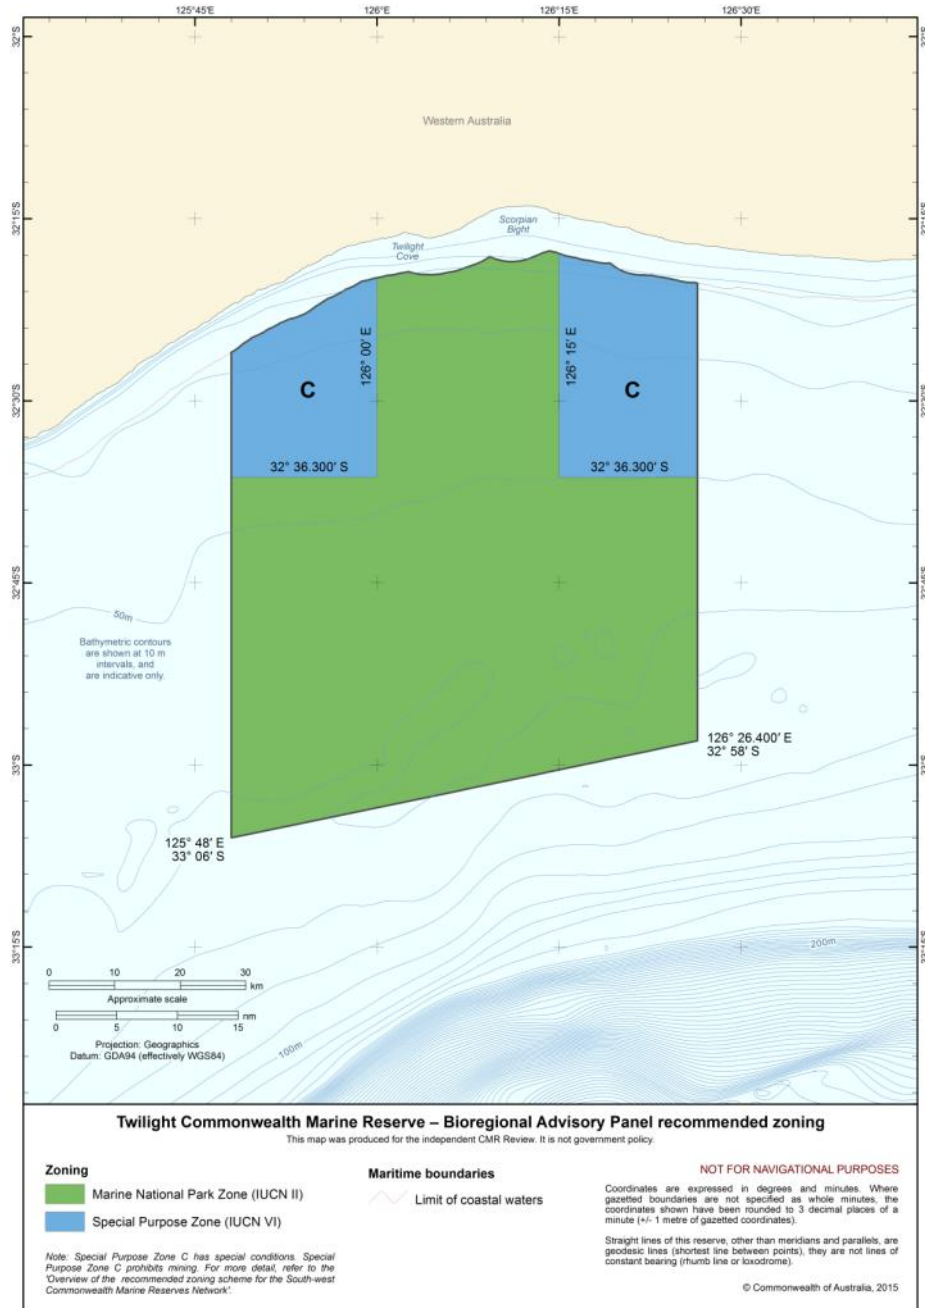 125°45'E
126°E
126°15'E
126°30'E
32°S
32°S
Western Australia
32°15'S
32°15'S
Scorpian
Bight
Twilight
Cove
126° 00' E
126° 15' E
32°30'S
32°30'S
C
C
32° 36.300' S
32° 36.300' S
32°45'S
32°45'S
50m
Bathymetric contours
are shown at 10 m
intervals, and
are indicative only.
126° 26.400' E
32° 58' S
33°S
33°S
125° 48' E
33° 06' S
33°15'S
33°15'S
200m
0 10 20 30 km
Approximate scale
0 5 10 15 nm
Projection: Geographics
Datum: GDA94 (effectively WGS84)
100m
Twilight Commonwealth Marine Reserve – Bioregional Advisory Panel recommended zoning
This map was produced for the independent CMR Review. It is not government policy.
Zoning
Marine National Park Zone (IUCN II)
Special Purpose Zone (IUCN VI)
Note: Special Purpose Zone C has special conditions. Special
Purpose Zone C prohibits mining. For more detail, refer to the
'Overview of the recommended zoning scheme for the South-west
Commonwealth Marine Reserves Network'.
Maritime boundaries
Limit of coastal waters
NOT FOR NAVIGATIONAL PURPOSES
Coordinates are expressed in degrees and minutes. Where
gazetted boundaries are not specified as whole minutes, the
coordinates shown have been rounded to 3 decimal places of a
minute (+/- 1 metre of gazetted coordinates).
Straight lines of this reserve, other than meridians and parallels, are
geodesic lines (shortest line between points), they are not lines of
constant bearing (rhumb line or loxodrome).
© Commonwealth of Australia, 2015